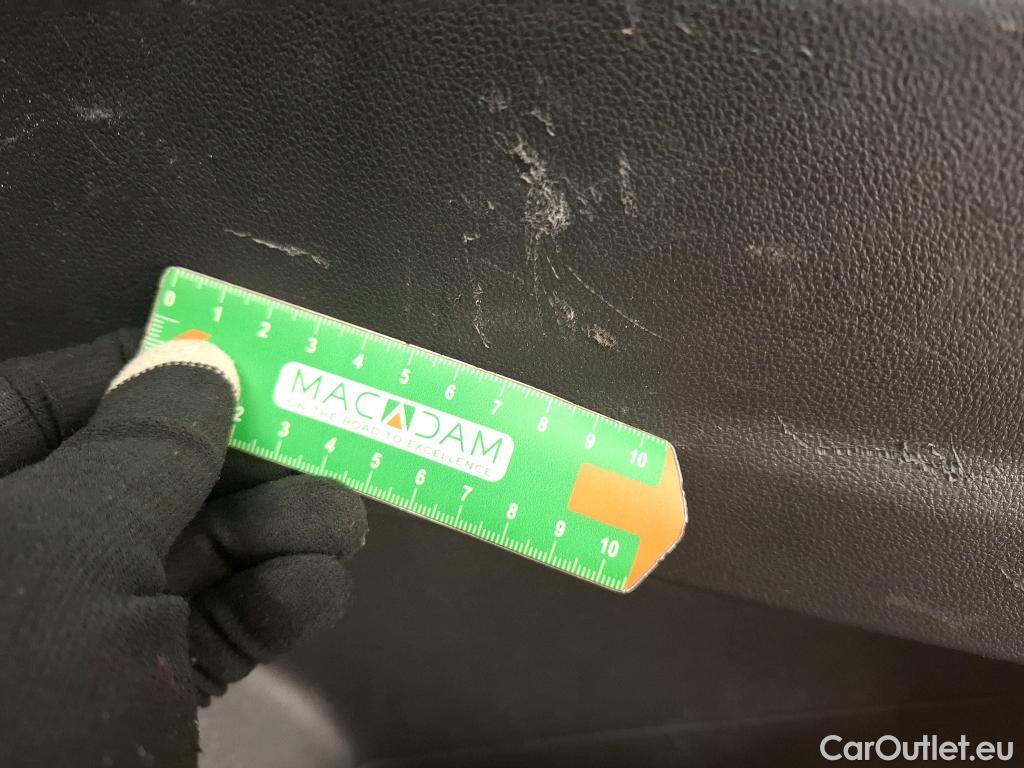 0 1 2 3 4 5 6 7 8 9 10
MACADAM
ON THE ROAD TO EXCELLENCE
2 3 4 5 6 7 8 9 10
CarOutlet.eu